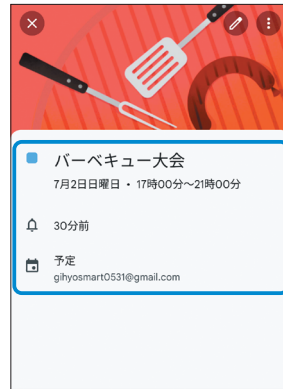 バーベキュー大会
7月2日日曜日 • 17時00分～21時00分
30分前
予定
gihyosmart0531@gmail.com